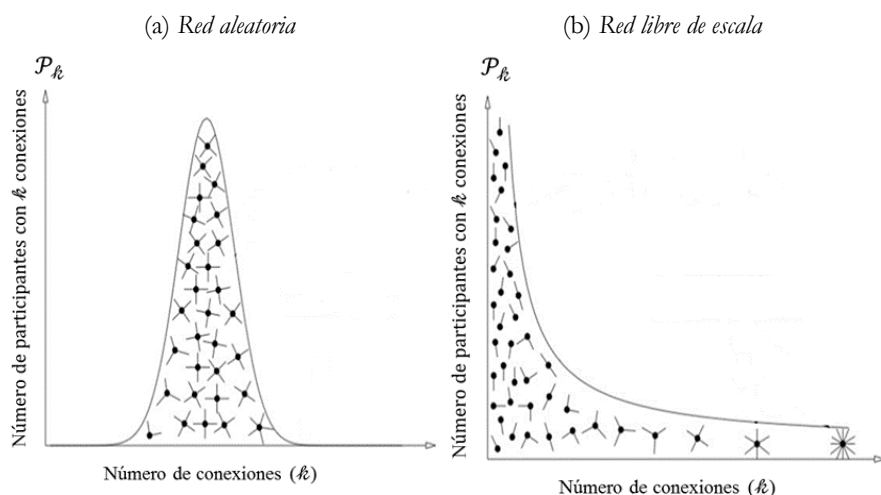 (a) Red aleatoria
𝒫𝓀
Número de participantes con 𝓀 conexiones
Número de conexiones (𝓀)
(b) Red libre de escala
𝒫𝓀
Número de participantes con 𝓀 conexiones
Número de conexiones (𝓀)